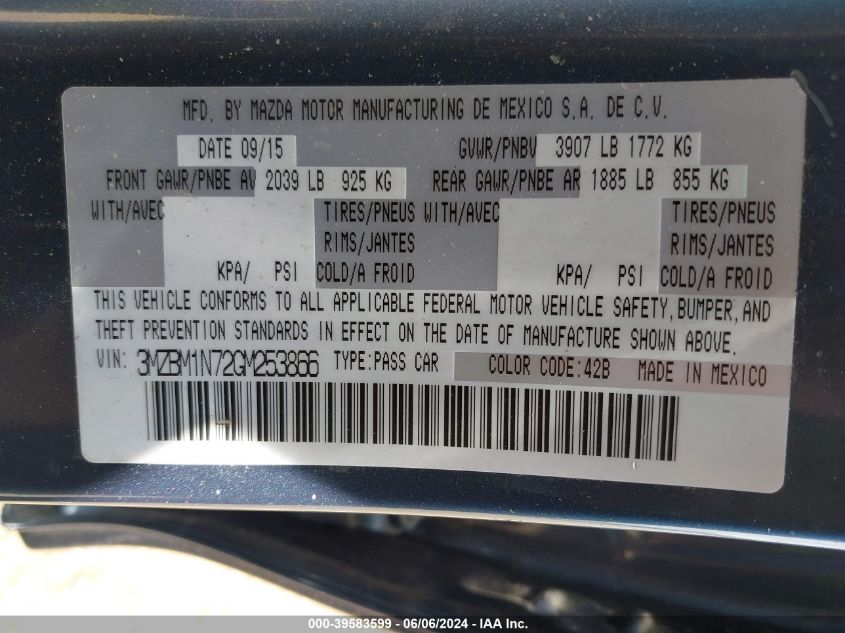 MFD. BY MAZDA MOTOR MANUFACTURING DE MEXICO S.A. DE C.V.
DATE 09/15 GVWR/PNBV 3907 LB 1772 KG
FRONT GAWR/PNBE AV 2039 LB 925 KG REAR GAWR/PNBE AR 1885 LB 855 KG
WITH/AVEC TIRES/PNEUS WITH/AVEC TIRES/PNEUS
RIMS/JANTES RIMS/JANTES
KPA/ PSI COLD/A FROID KPA/ PSI COLD/A FROID
THIS VEHICLE CONFORMS TO ALL APPLICABLE FEDERAL MOTOR VEHICLE SAFETY, BUMPER, AND
THEFT PREVENTION STANDARDS IN EFFECT ON THE DATE OF MANUFACTURE SHOWN ABOVE.
VIN: 3MZBM1N72GM253866 TYPE:PASS CAR COLOR CODE:42B MADE IN MEXICO
000-39583599 - 06/06/2024 - IAA Inc.